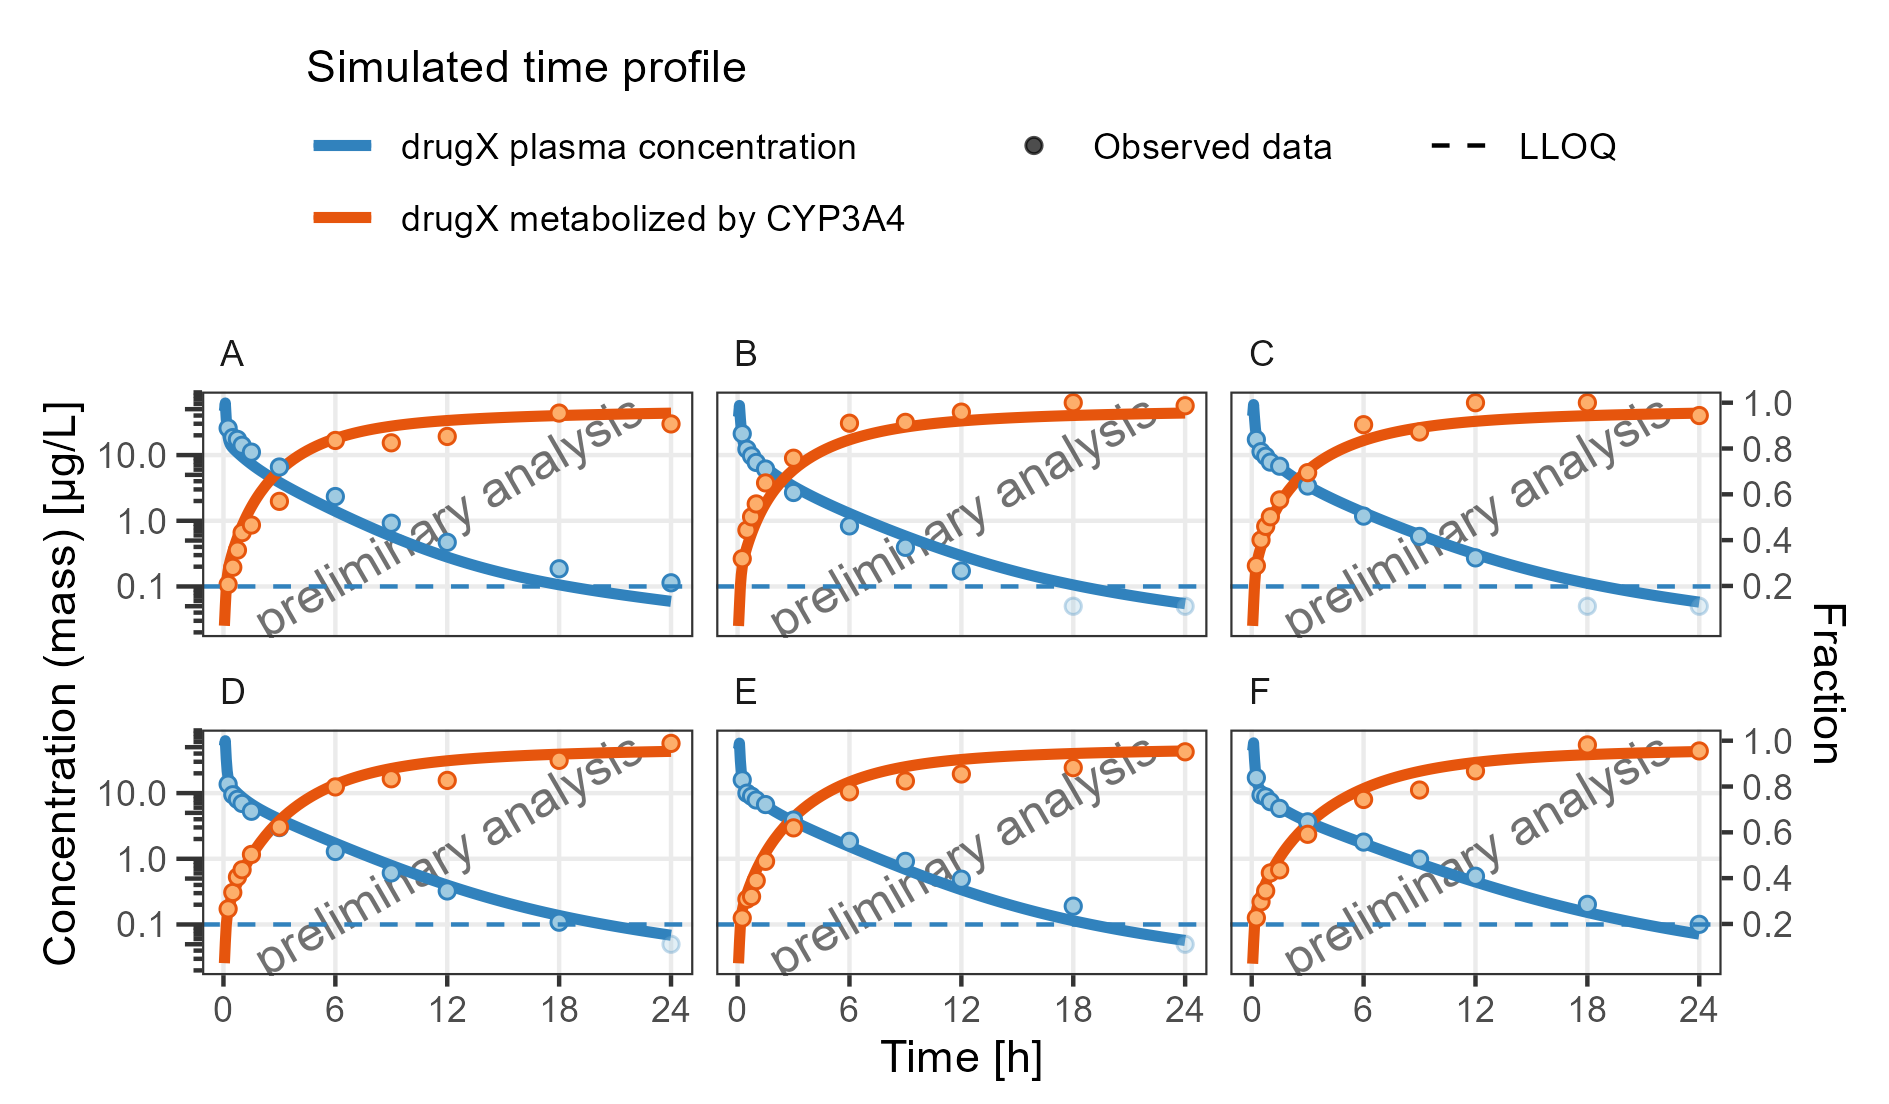 Simulated time profile
drugX plasma concentration
Observed data
LLOQ
drugX metabolized by CYP3A4
A
B
C
10.0
1.0
0.1
preliminary analysis
preliminary analysis
preliminary analysis
1.0
0.8
0.6
0.4
0.2
Concentration (mass) [µg/L]
Fraction
D
E
F
10.0
1.0
0.1
preliminary analysis
preliminary analysis
preliminary analysis
1.0
0.8
0.6
0.4
0.2
0 6 12 18 24
0 6 12 18 24
0 6 12 18 24
Time [h]